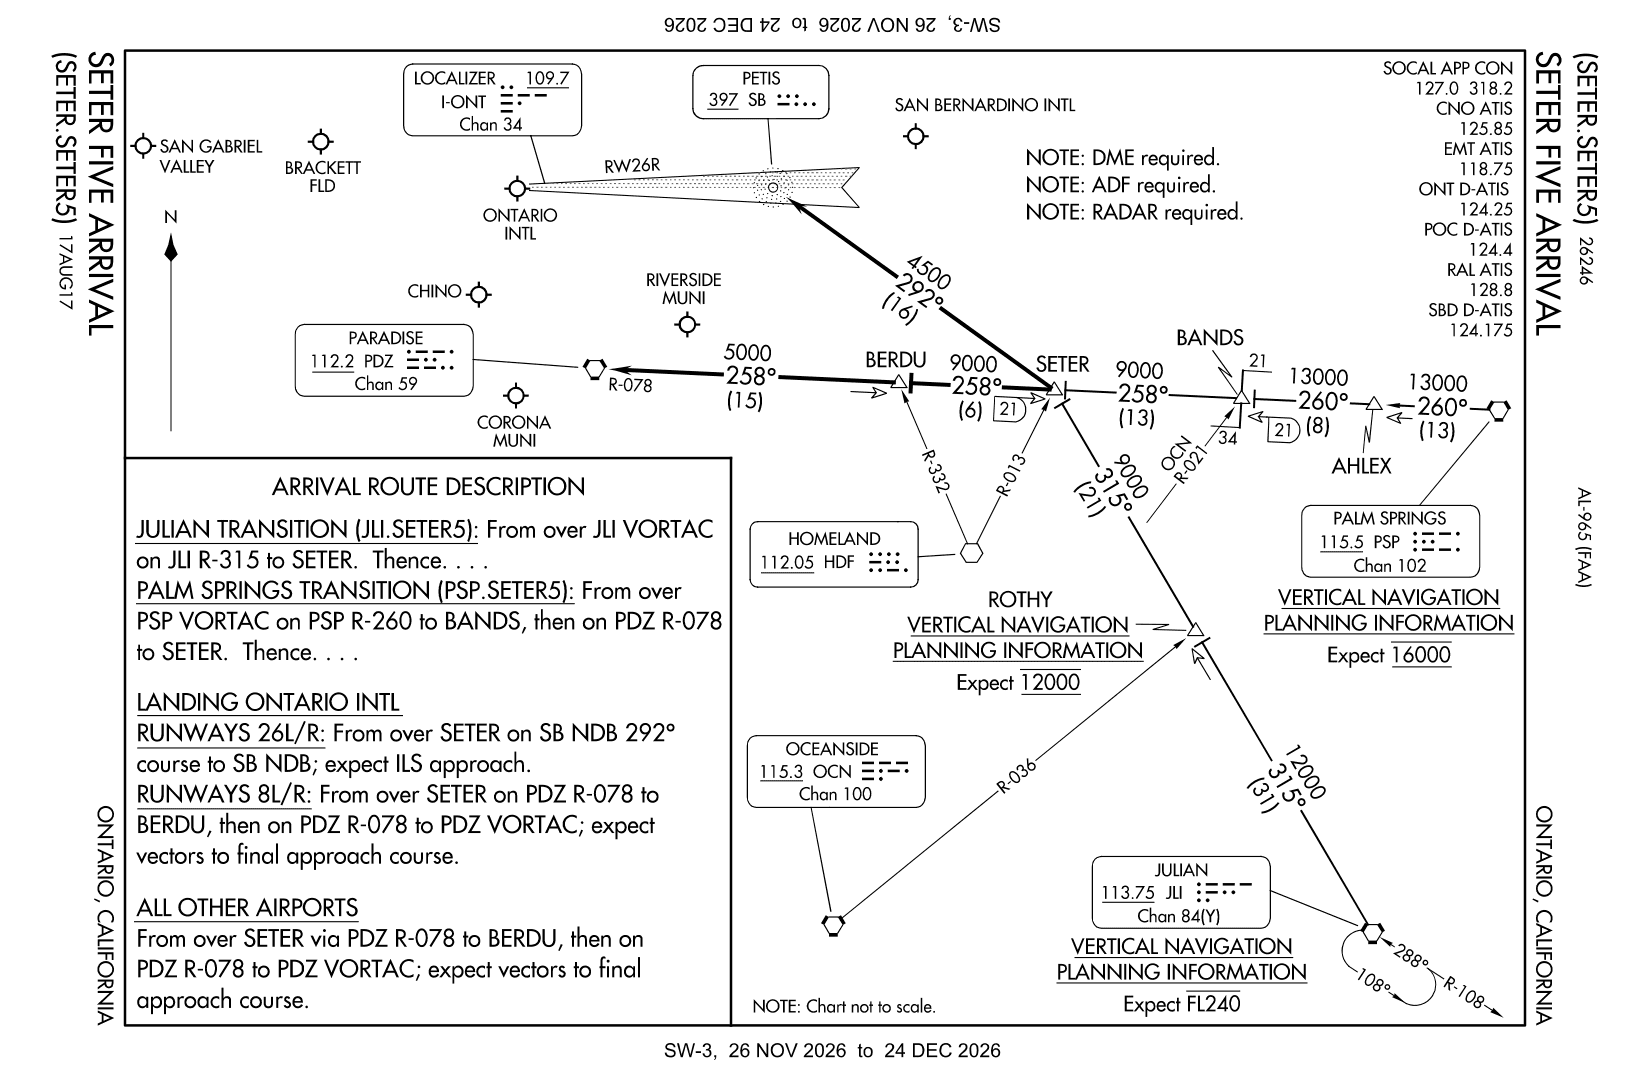 SW-3, 26 NOV 2026 to 24 DEC 2026
SETER FIVE ARRIVAL
(SETER.SETER5) 17AUG17
ONTARIO, CALIFORNIA
(SETER.SETER5) 26246
SETER FIVE ARRIVAL
AL-965 (FAA)
ONTARIO, CALIFORNIA
SOCAL APP CON
127.0 318.2
CNO ATIS
125.85
EMT ATIS
118.75
ONT D-ATIS
124.25
POC D-ATIS
124.4
RAL ATIS
128.8
SBD D-ATIS
124.175
LOCALIZER 109.7
I-ONT
Chan 34
PETIS
397 SB
SAN BERNARDINO INTL
SAN GABRIEL
VALLEY
BRACKETT
FLD
RW26R
ONTARIO
INTL
NOTE: DME required.
NOTE: ADF required.
NOTE: RADAR required.
N
CHINO
RIVERSIDE
MUNI
4500
292°
(16)
PARADISE
112.2 PDZ
Chan 59
R-078
5000
258°
(15)
BERDU
9000
258°
(6)
21
SETER
9000
258°
(13)
BANDS
21
34
21
13000
260°
(8)
AHLEX
13000
260°
(13)
CORONA
MUNI
R-332
R-013
OCN
R-021
9000
315°
(21)
HOMELAND
112.05 HDF
PALM SPRINGS
115.5 PSP
Chan 102
VERTICAL NAVIGATION
PLANNING INFORMATION
Expect 16000
ROTHY
VERTICAL NAVIGATION
PLANNING INFORMATION
Expect 12000
OCEANSIDE
115.3 OCN
Chan 100
R-036
12000
315°
(31)
JULIAN
113.75 JLI
Chan 84(Y)
VERTICAL NAVIGATION
PLANNING INFORMATION
Expect FL240
288°
108°
R-108
NOTE: Chart not to scale.
ARRIVAL ROUTE DESCRIPTION
JULIAN TRANSITION (JLI.SETER5): From over JLI VORTAC
on JLI R-315 to SETER. Thence. . . .
PALM SPRINGS TRANSITION (PSP.SETER5): From over
PSP VORTAC on PSP R-260 to BANDS, then on PDZ R-078
to SETER. Thence. . . .
LANDING ONTARIO INTL
RUNWAYS 26L/R: From over SETER on SB NDB 292°
course to SB NDB; expect ILS approach.
RUNWAYS 8L/R: From over SETER on PDZ R-078 to
BERDU, then on PDZ R-078 to PDZ VORTAC; expect
vectors to final approach course.
ALL OTHER AIRPORTS
From over SETER via PDZ R-078 to BERDU, then on
PDZ R-078 to PDZ VORTAC; expect vectors to final
approach course.
SW-3, 26 NOV 2026 to 24 DEC 2026